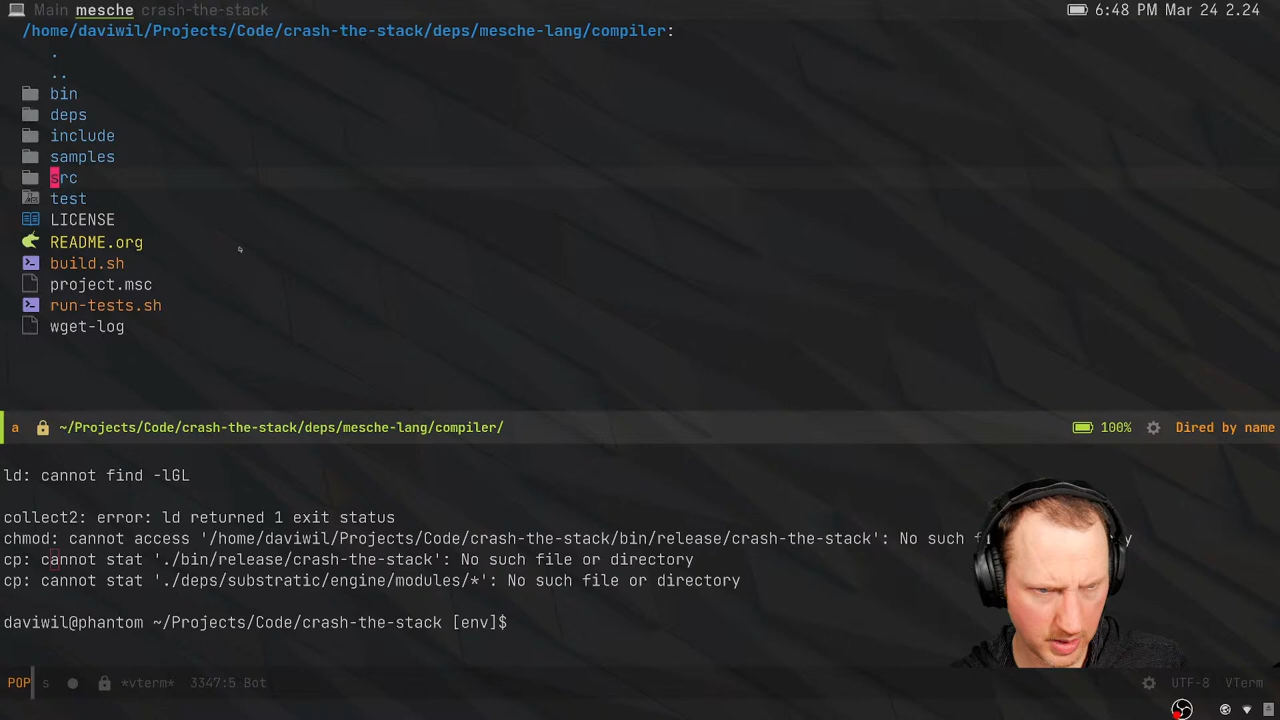 Main mesche crash-the-stack 6:48 PM Mar 24 2.24
/home/daviwil/Projects/Code/crash-the-stack/deps/mesche-lang/compiler:
.
..
bin
deps
include
samples
src
test
LICENSE
README.org
build.sh
project.msc
run-tests.sh
wget-log
a ~/Projects/Code/crash-the-stack/deps/mesche-lang/compiler/ 100% Dired by name
ld: cannot find -lGL
collect2: error: ld returned 1 exit status
chmod: cannot access '/home/daviwil/Projects/Code/crash-the-stack/bin/release/crash-the-stack': No such
cp: cannot stat './bin/release/crash-the-stack': No such file or directory
cp: cannot stat './deps/substratic/engine/modules/*': No such file or directory
daviwil@phantom ~/Projects/Code/crash-the-stack [env]$
POP s *vterm* 3347:5 Bot UTF-8 VTerm